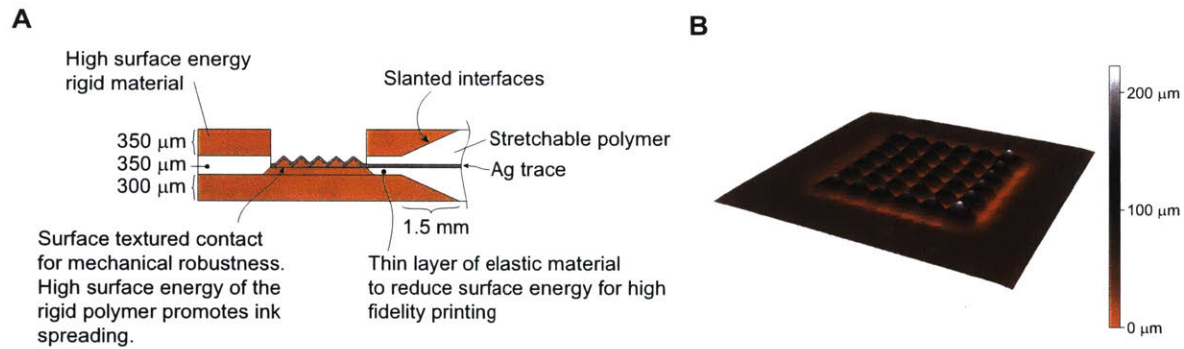 A
High surface energy
rigid material
Slanted interfaces
350 μm
350 μm
300 μm
Stretchable polymer
Ag trace
1.5 mm
Surface textured contact
for mechanical robustness.
High surface energy of the
rigid polymer promotes ink
spreading.
Thin layer of elastic material
to reduce surface energy for high
fidelity printing
B
200 μm
100 μm
0 μm